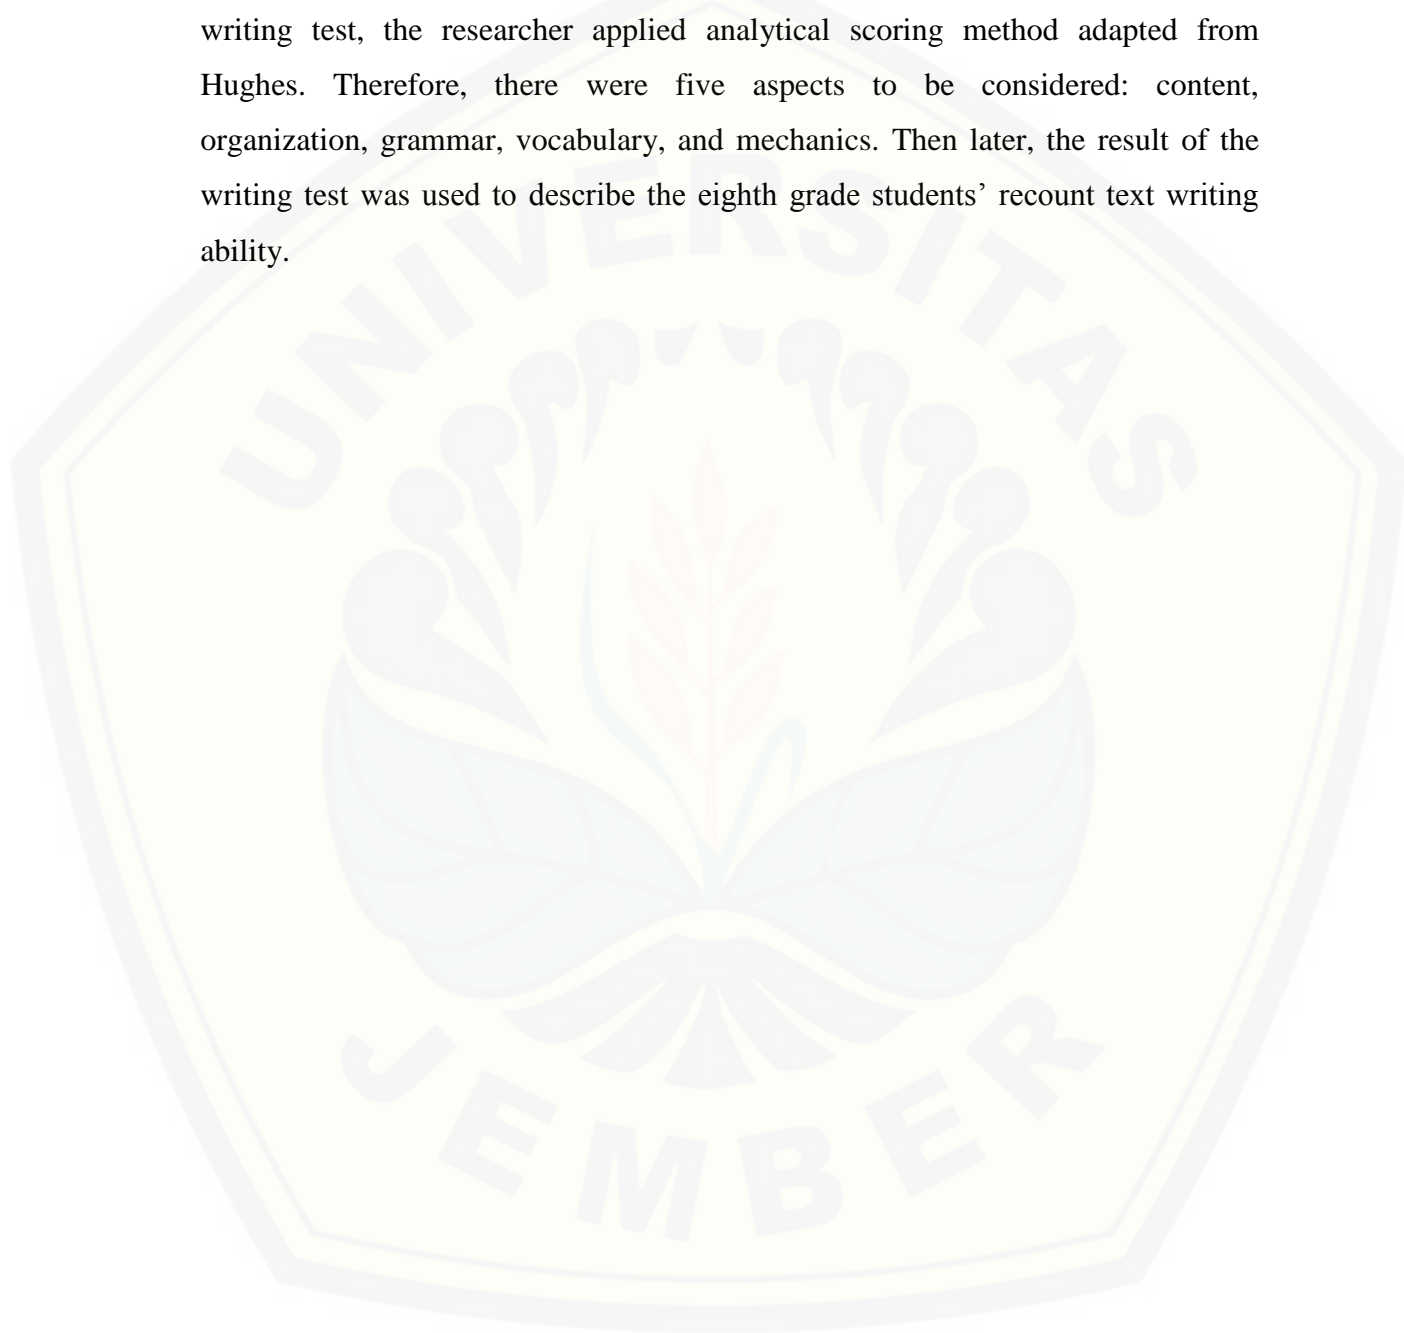 writing test, the researcher applied analytical scoring method adapted from
Hughes. Therefore, there were five aspects to be considered: content,
organization, grammar, vocabulary, and mechanics. Then later, the result of the
writing test was used to describe the eighth grade students’ recount text writing
ability.
UNIVERSITAS
JEMBER